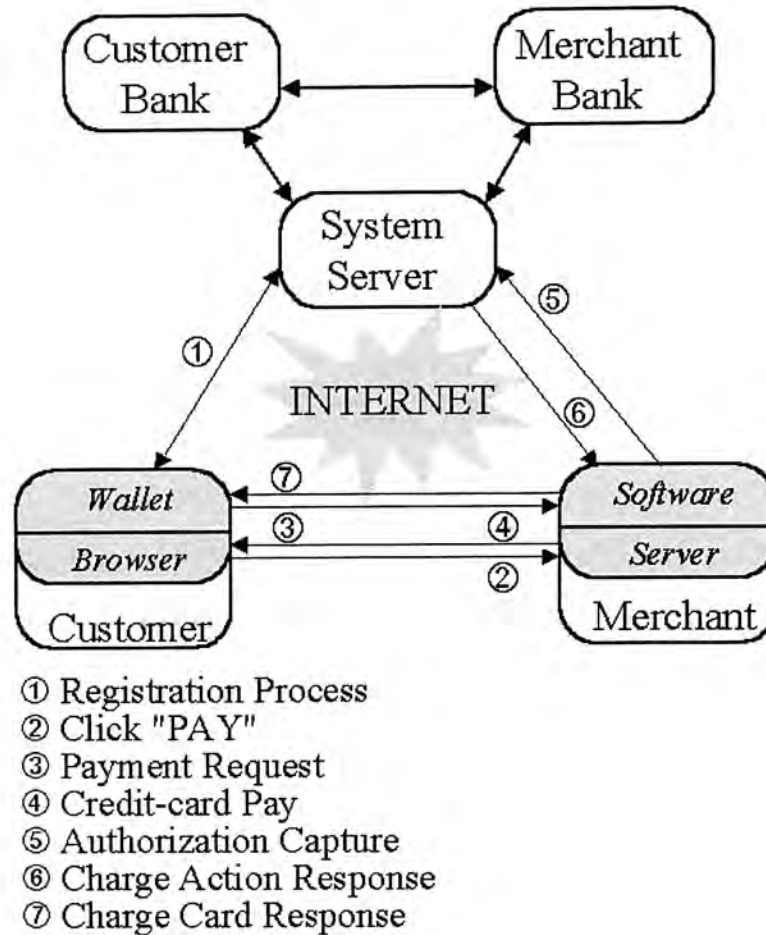 Customer
Bank
Merchant
Bank
System
Server
①
⑤
INTERNET
⑥
Wallet
⑦
Software
③
④
Browser
②
Server
Customer
Merchant
① Registration Process
② Click "PAY"
③ Payment Request
④ Credit-card Pay
⑤ Authorization Capture
⑥ Charge Action Response
⑦ Charge Card Response